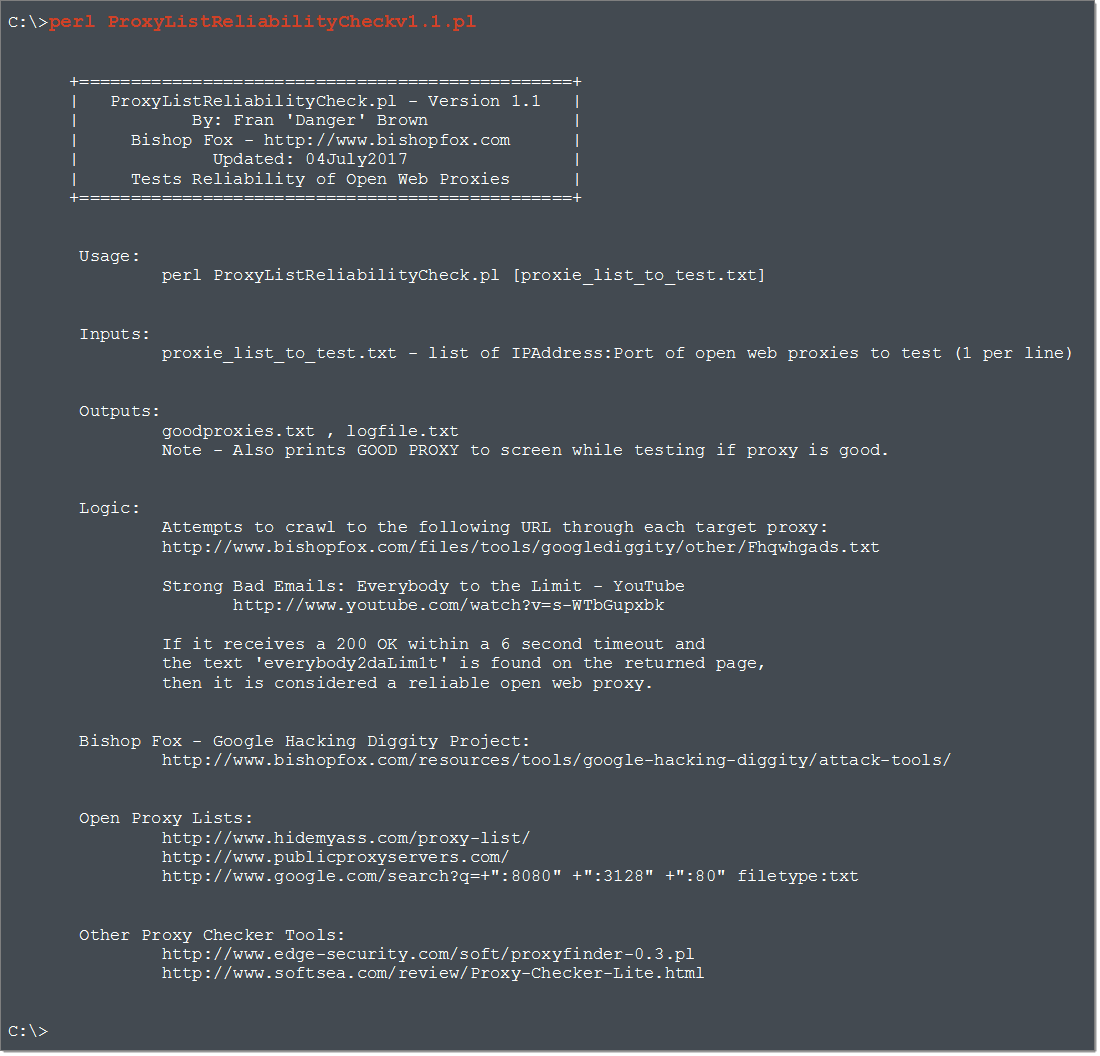 C:\>perl ProxyListReliabilityCheckv1.1.pl
+================================================+
| ProxyListReliabilityCheck.pl - Version 1.1 |
| By: Fran 'Danger' Brown |
| Bishop Fox - http://www.bishopfox.com |
| Updated: 04July2017 |
| Tests Reliability of Open Web Proxies |
+================================================+
Usage:
perl ProxyListReliabilityCheck.pl [proxie_list_to_test.txt]
Inputs:
proxie_list_to_test.txt - list of IPAddress:Port of open web proxies to test (1 per line)
Outputs:
goodproxies.txt , logfile.txt
Note - Also prints GOOD PROXY to screen while testing if proxy is good.
Logic:
Attempts to crawl to the following URL through each target proxy:
http://www.bishopfox.com/files/tools/googlediggity/other/Fhqwhgads.txt
Strong Bad Emails: Everybody to the Limit - YouTube
http://www.youtube.com/watch?v=s-WTbGupxbk
If it receives a 200 OK within a 6 second timeout and
the text 'everybody2daLim1t' is found on the returned page,
then it is considered a reliable open web proxy.
Bishop Fox - Google Hacking Diggity Project:
http://www.bishopfox.com/resources/tools/google-hacking-diggity/attack-tools/
Open Proxy Lists:
http://www.hidemyass.com/proxy-list/
http://www.publicproxyservers.com/
http://www.google.com/search?q=+":8080" +":3128" +":80" filetype:txt
Other Proxy Checker Tools:
http://www.edge-security.com/soft/proxyfinder-0.3.pl
http://www.softsea.com/review/Proxy-Checker-Lite.html
C:\>